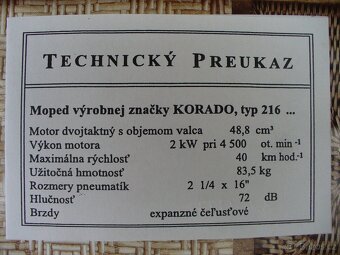 TECHNICKÝ PREUKAZ
Moped výrobnej značky KORADO, typ 216 ...
Motor dvojtaktný s objemom valca 48,8 cm³
Výkon motora 2 kW pri 4 500 ot. min⁻¹
Maximálna rýchlosť 40 km hod.⁻¹
Užitočná hmotnosť 83,5 kg
Rozmery pneumatík 2 1/4 x 16"
Hlučnosť 72 dB
Brzdy expanzné čeľusťové